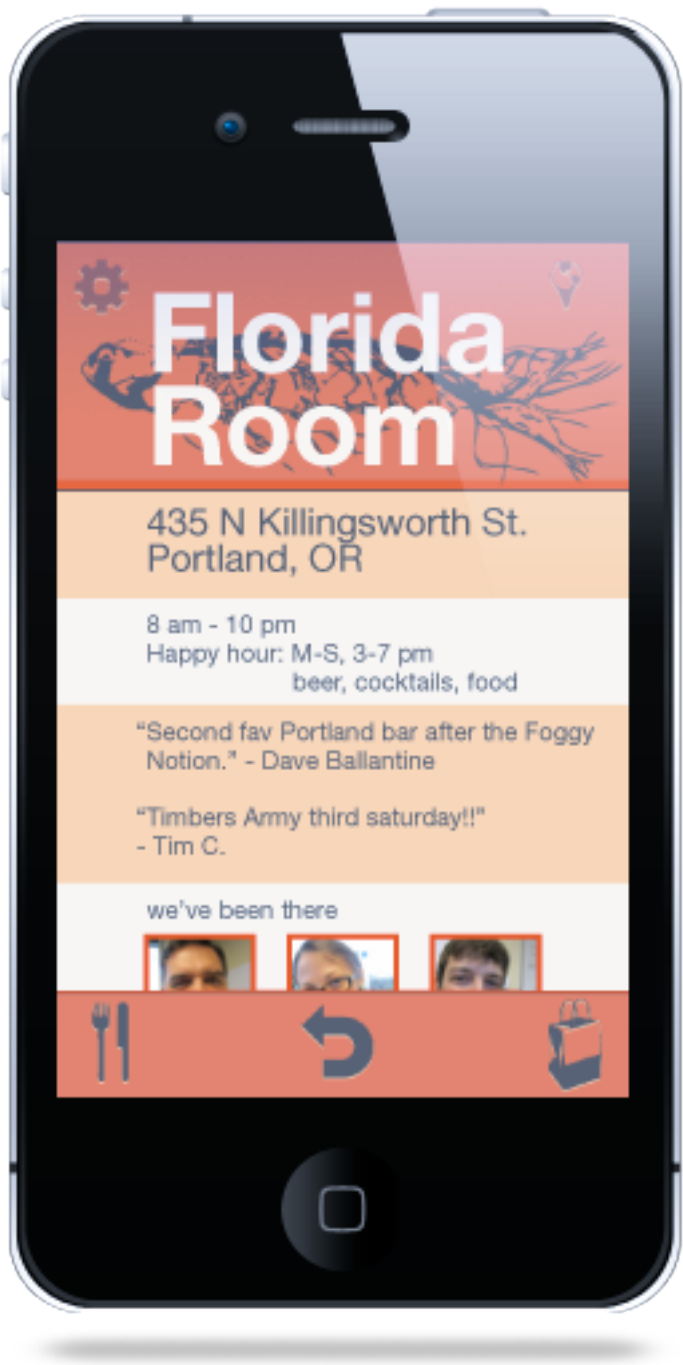 Florida
Room
435 N Killingsworth St.
Portland, OR
8 am - 10 pm
Happy hour: M-S, 3-7 pm
beer, cocktails, food
“Second fav Portland bar after the Foggy
Notion.” - Dave Ballantine
“Timbers Army third saturday!!”
- Tim C.
we’ve been there